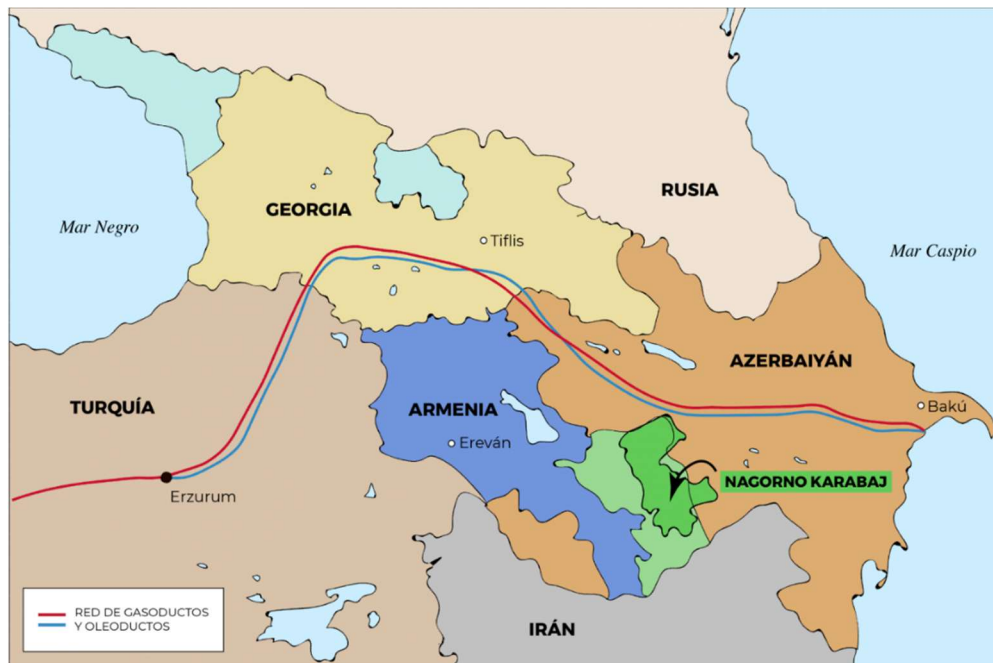 RUSIA
GEORGIA
Mar Negro
Tiflis
Mar Caspio
AZERBAIYÁN
TURQUÍA
ARMENIA
Bakú
Ereván
NAGORNO KARABAJ
Erzurum
RED DE GASODUCTOS
Y OLEODUCTOS
IRÁN